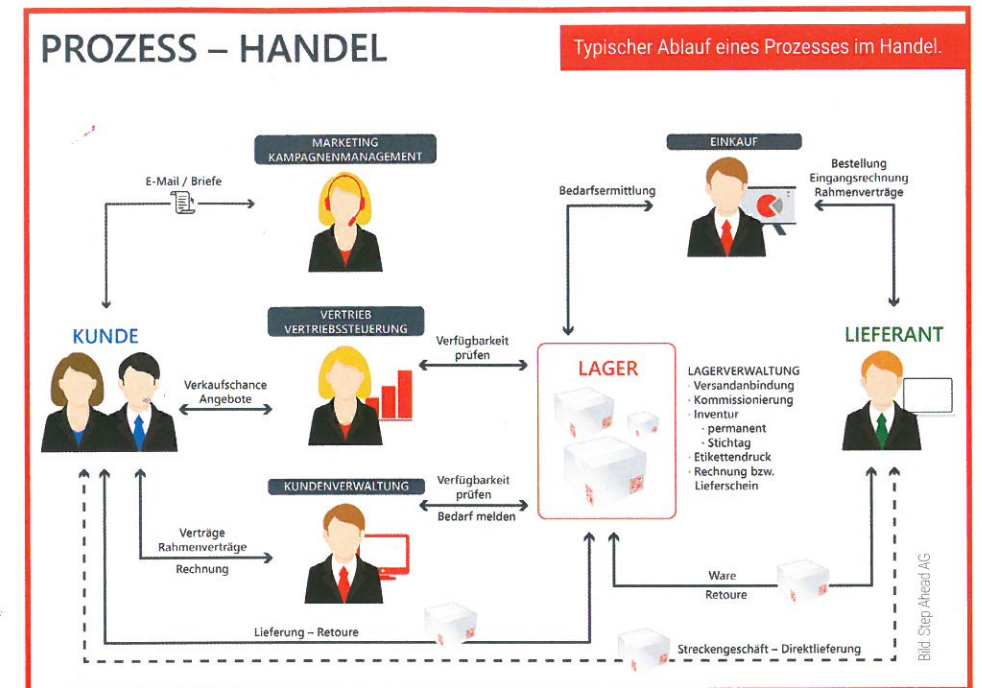 PROZESS – HANDEL
Typischer Ablauf eines Prozesses im Handel.
MARKETING
KAMPAGNENMANAGEMENT
E-Mail / Briefe
EINKAUF
Bedarfsermittlung
Bestellung
Eingangsrechnung
Rahmenverträge
KUNDE
VERTRIEB
VERTRIEBSSTEUERUNG
Verkaufschance
Angebote
Verfügbarkeit
prüfen
LAGER
LAGERVERWALTUNG
· Versandanbindung
· Kommissionierung
· Inventur
· permanent
· Stichtag
· Etikettendruck
· Rechnung bzw.
Lieferschein
LIEFERANT
KUNDENVERWALTUNG
Verfügbarkeit
prüfen
Bedarf melden
Verträge
Rahmenverträge
Rechnung
Ware
Retoure
Lieferung – Retoure
Streckengeschäft – Direktlieferung
Bild: Step Ahead AG